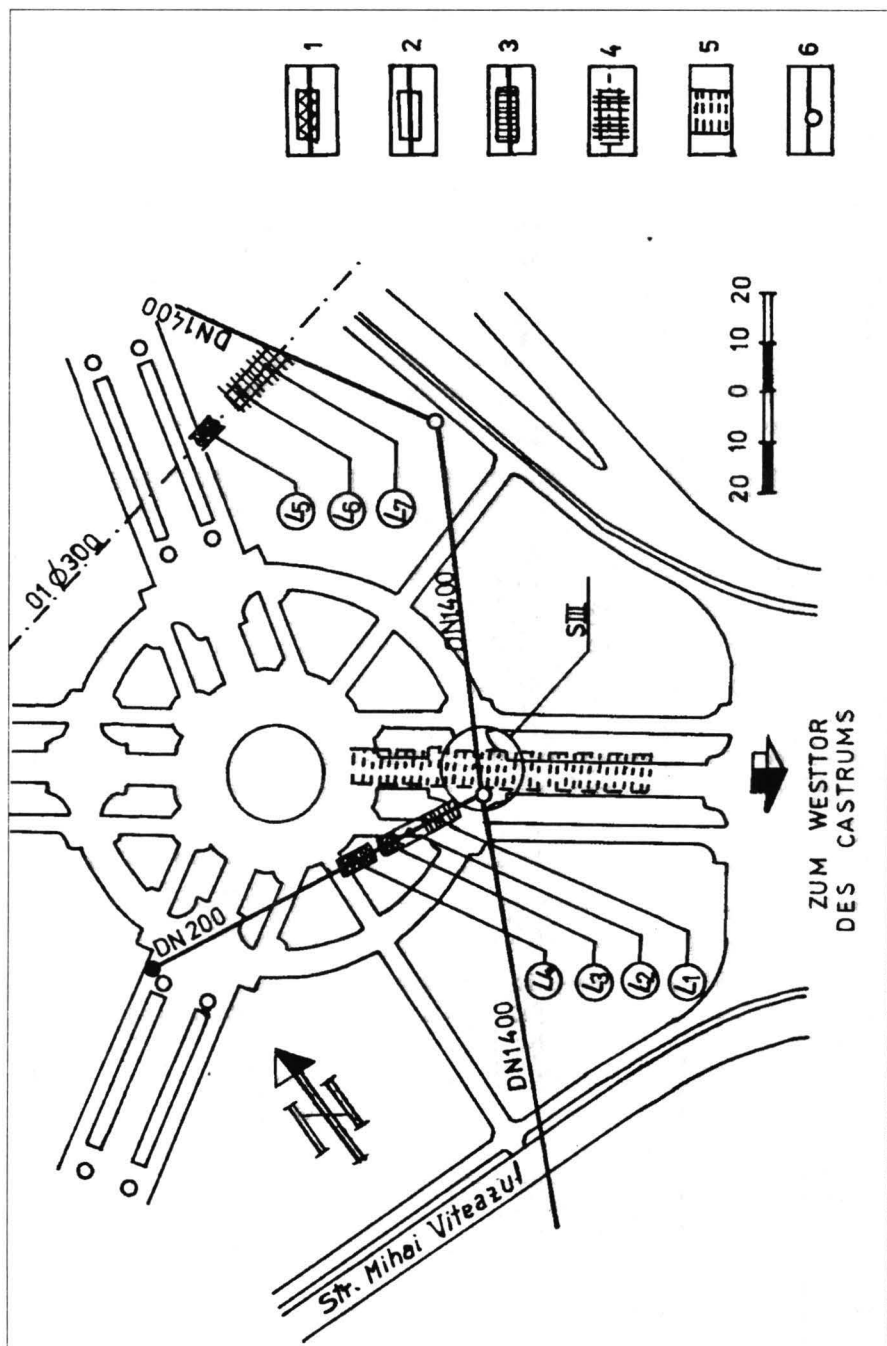 1
2
3
4
5
6
DN1400
01 Ø300
L5
L6
L7
DN1400
20 10 0 10 20
SIII
DN200
L4
L3
L2
L1
DN1400
ZUM WESTTOR
DES CASTRUMS
N
Str. Mihai Viteazul